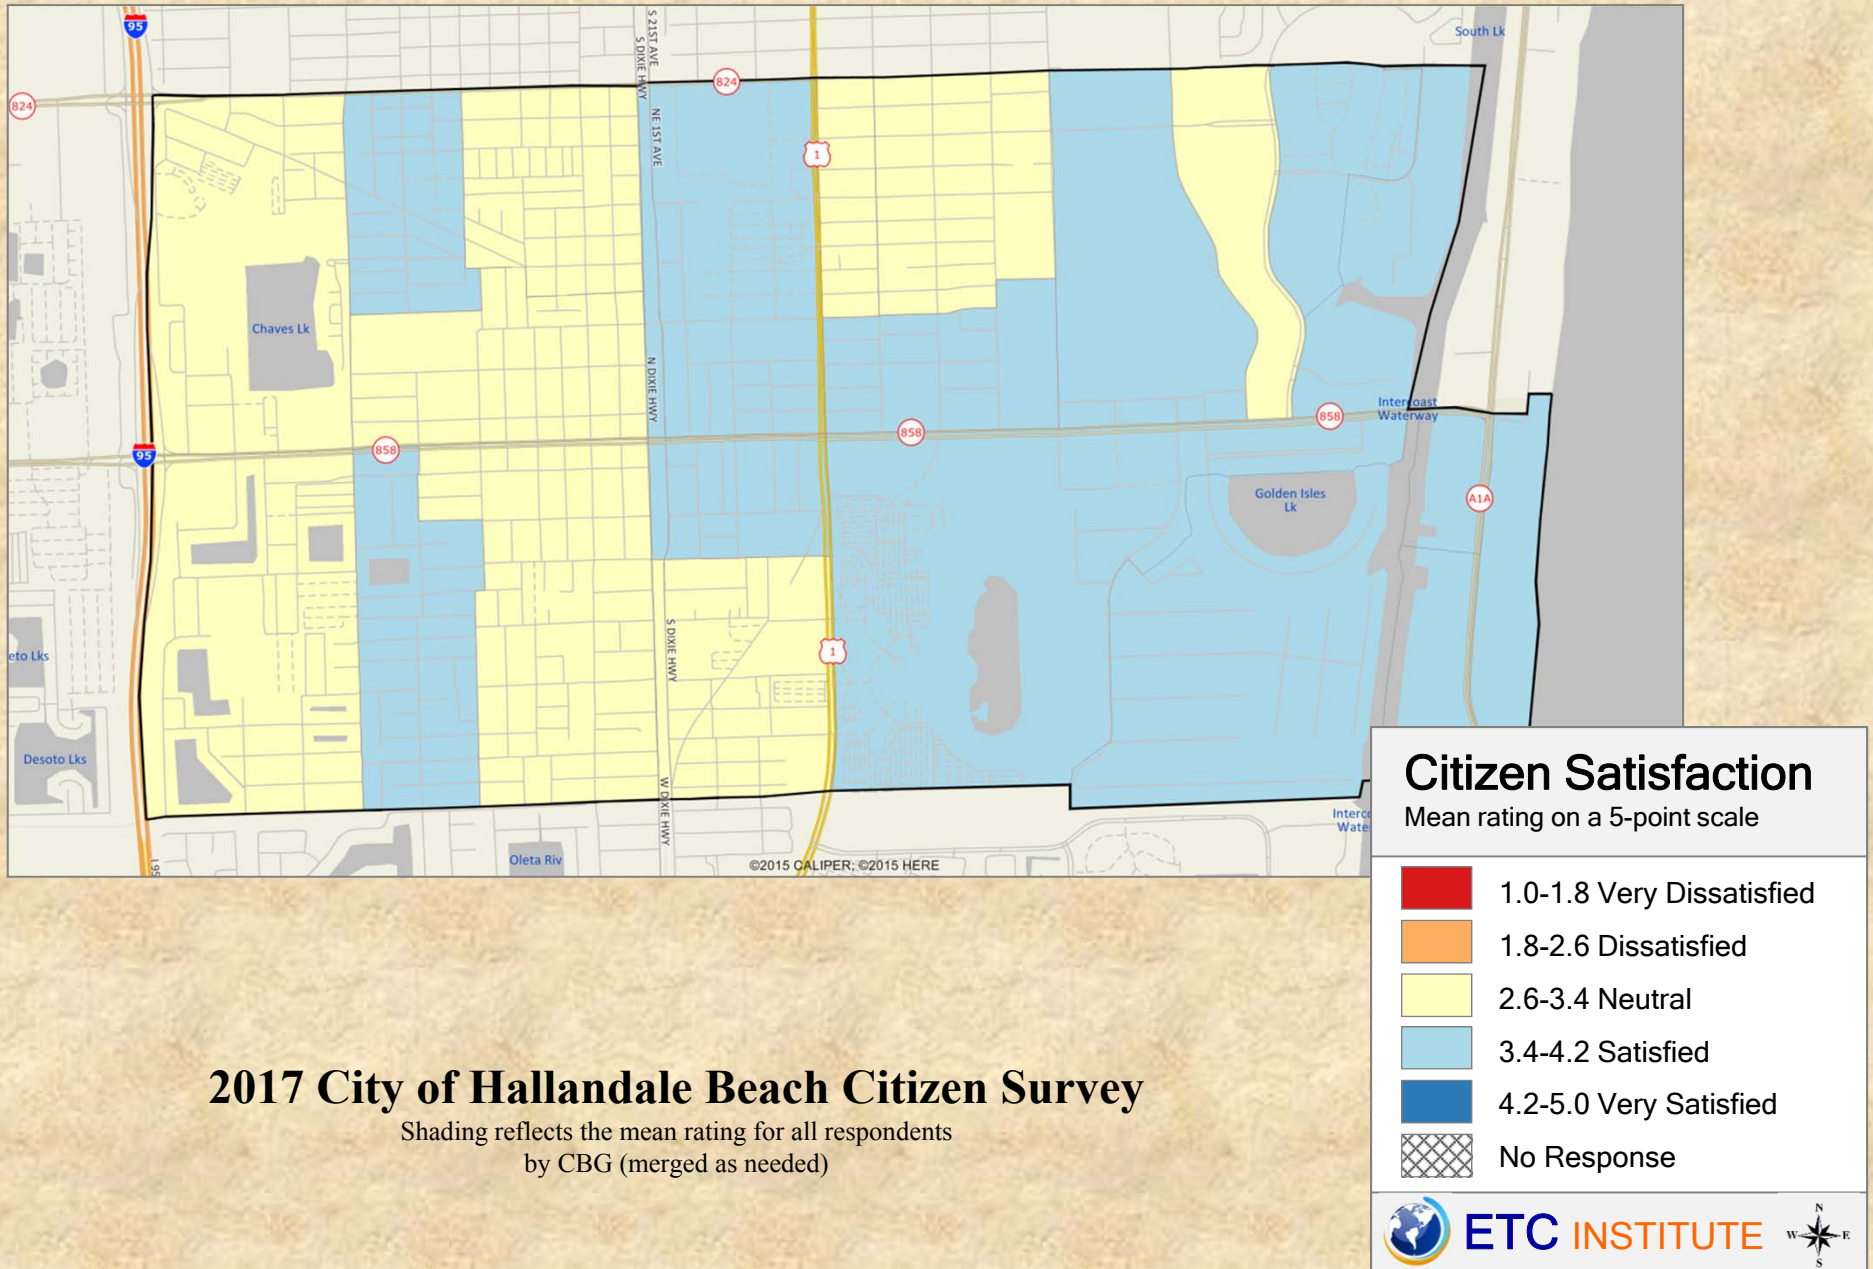 95
824
S 21ST AVE
S DIXIE HWY
824
South Lk
NE 1ST AVE
1
Chaves Lk
N DIXIE HWY
Intercoast
Waterway
858
858
858
95
Golden Isles
Lk
A1A
S DIXIE HWY
1
eto Lks
Desoto Lks
W DIXIE HWY
Interco
Wate
Oleta Riv
I 95
©2015 CALIPER; ©2015 HERE
Citizen Satisfaction
Mean rating on a 5-point scale
1.0-1.8 Very Dissatisfied
1.8-2.6 Dissatisfied
2.6-3.4 Neutral
3.4-4.2 Satisfied
4.2-5.0 Very Satisfied
No Response
2017 City of Hallandale Beach Citizen Survey
Shading reflects the mean rating for all respondents
by CBG (merged as needed)
ETC INSTITUTE
N
W E
S